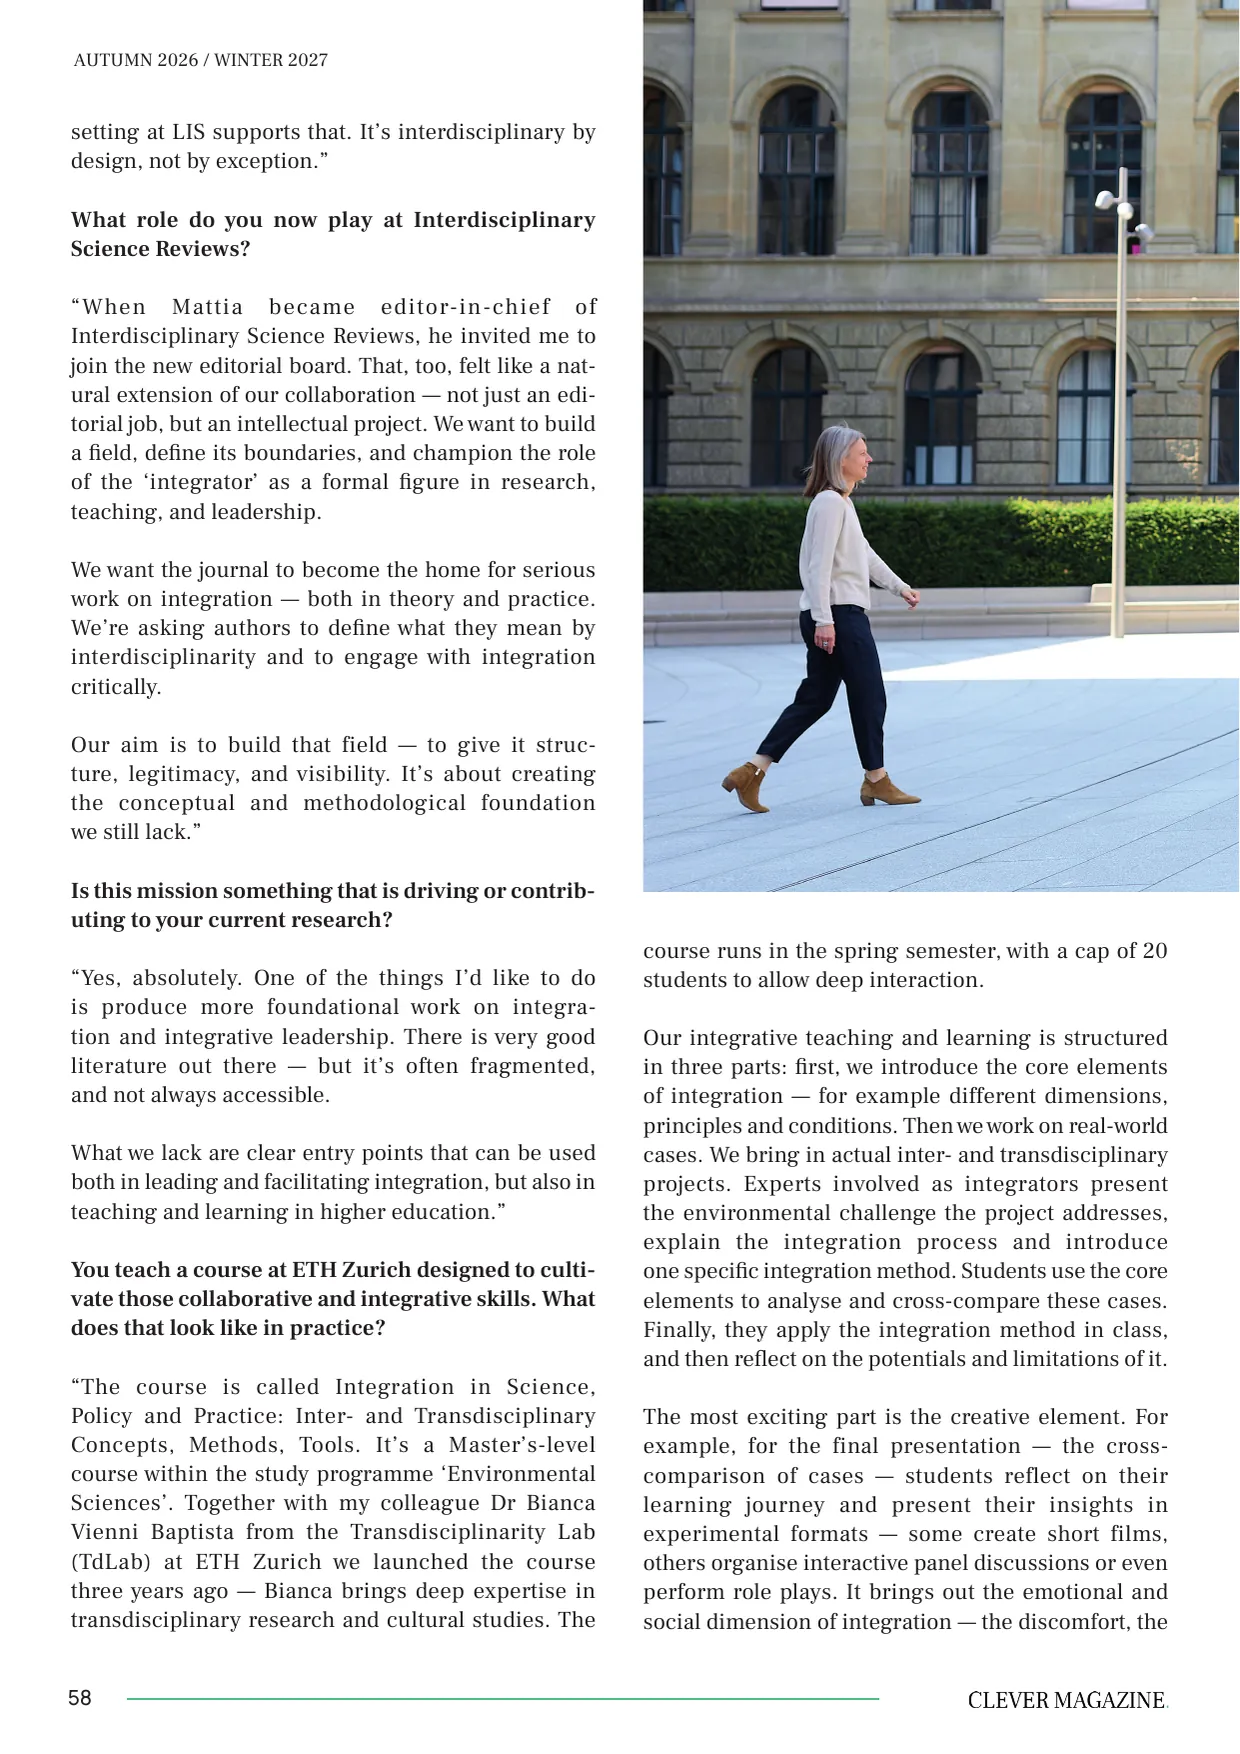 AUTUMN 2026 / WINTER 2027
setting at LIS supports that. It’s interdisciplinary by
design, not by exception.”
What role do you now play at Interdisciplinary
Science Reviews?
“When Mattia became editor-in-chief of
Interdisciplinary Science Reviews, he invited me to
join the new editorial board. That, too, felt like a nat-
ural extension of our collaboration — not just an edi-
torial job, but an intellectual project. We want to build
a field, define its boundaries, and champion the role
of the ‘integrator’ as a formal figure in research,
teaching, and leadership.
We want the journal to become the home for serious
work on integration — both in theory and practice.
We’re asking authors to define what they mean by
interdisciplinarity and to engage with integration
critically.
Our aim is to build that field — to give it struc-
ture, legitimacy, and visibility. It’s about creating
the conceptual and methodological foundation
we still lack.”
Is this mission something that is driving or contrib-
uting to your current research?
“Yes, absolutely. One of the things I’d like to do
is produce more foundational work on integra-
tion and integrative leadership. There is very good
literature out there — but it’s often fragmented,
and not always accessible.
What we lack are clear entry points that can be used
both in leading and facilitating integration, but also in
teaching and learning in higher education.”
You teach a course at ETH Zurich designed to culti-
vate those collaborative and integrative skills. What
does that look like in practice?
“The course is called Integration in Science,
Policy and Practice: Inter- and Transdisciplinary
Concepts, Methods, Tools. It’s a Master’s-level
course within the study programme ‘Environmental
Sciences’. Together with my colleague Dr Bianca
Vienni Baptista from the Transdisciplinarity Lab
(TdLab) at ETH Zurich we launched the course
three years ago — Bianca brings deep expertise in
transdisciplinary research and cultural studies. The
course runs in the spring semester, with a cap of 20
students to allow deep interaction.
Our integrative teaching and learning is structured
in three parts: first, we introduce the core elements
of integration — for example different dimensions,
principles and conditions. Then we work on real-world
cases. We bring in actual inter- and transdisciplinary
projects. Experts involved as integrators present
the environmental challenge the project addresses,
explain the integration process and introduce
one specific integration method. Students use the core
elements to analyse and cross-compare these cases.
Finally, they apply the integration method in class,
and then reflect on the potentials and limitations of it.
The most exciting part is the creative element. For
example, for the final presentation — the cross-
comparison of cases — students reflect on their
learning journey and present their insights in
experimental formats — some create short films,
others organise interactive panel discussions or even
perform role plays. It brings out the emotional and
social dimension of integration — the discomfort, the
58
CLEVER MAGAZINE